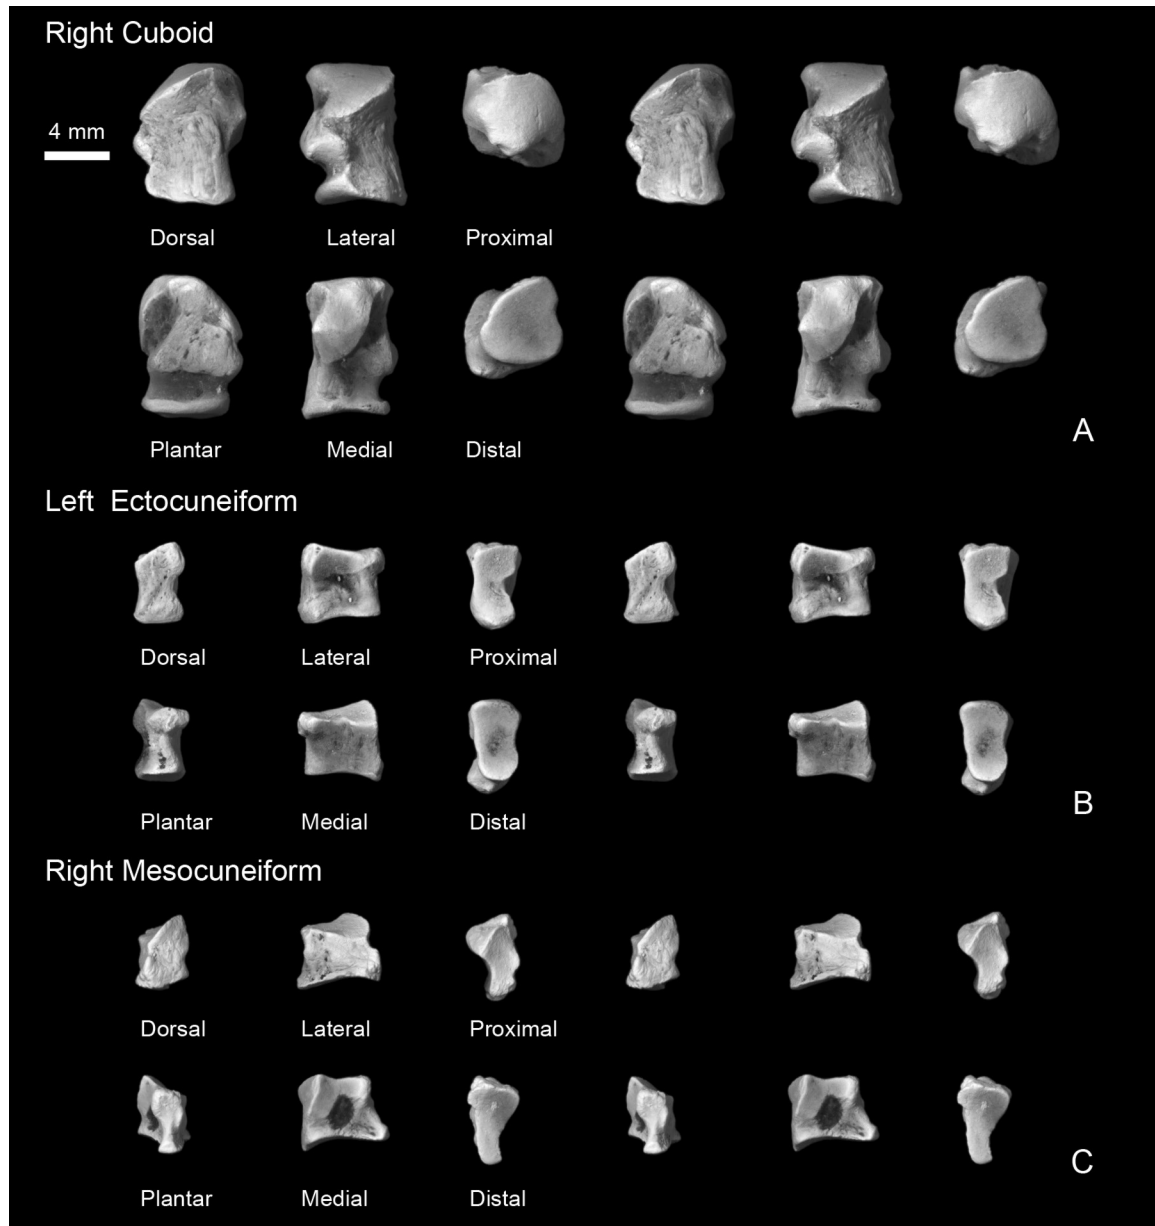 Right Cuboid
4 mm
Dorsal Lateral Proximal
Plantar Medial Distal
A
Left Ectocuneiform
Dorsal Lateral Proximal
Plantar Medial Distal
B
Right Mesocuneiform
Dorsal Lateral Proximal
Plantar Medial Distal
C